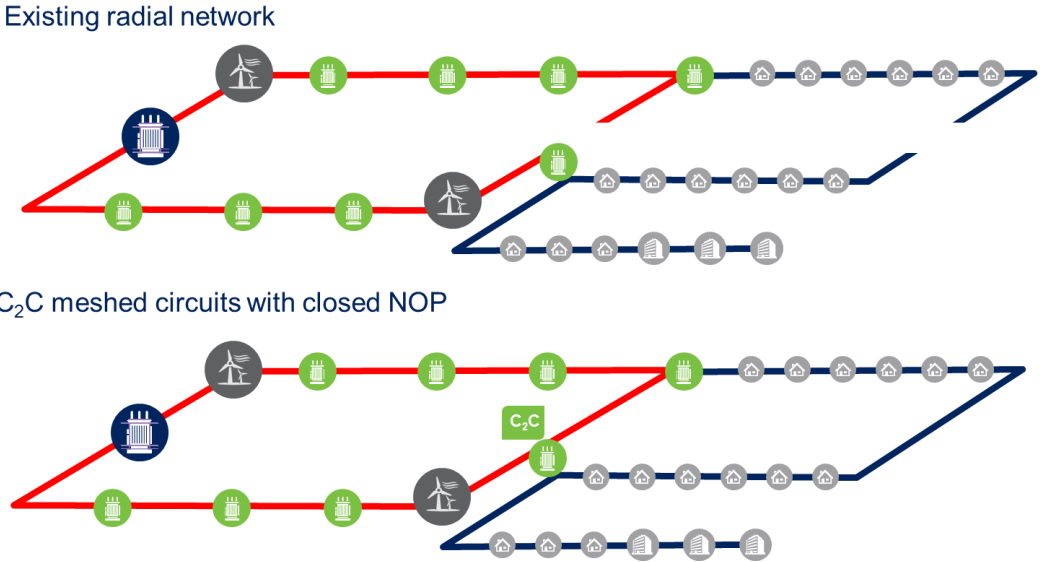 Existing radial network
C₂C meshed circuits with closed NOP
C₂C